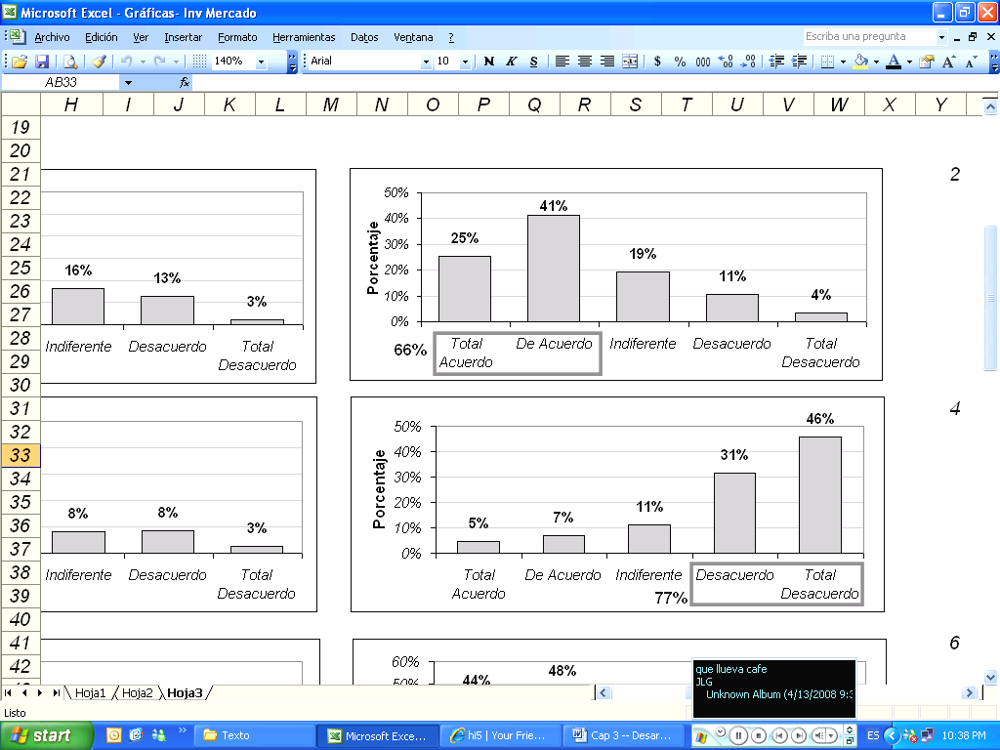 Microsoft Excel - Gráficas- Inv Mercado
Archivo Edición Ver Insertar Formato Herramientas Datos Ventana ? Escriba una pregunta
140% Arial 10 N K S $ % 000
AB33 fx
H I J K L M N O P Q R S T U V W X Y
19
20
21 2
22
23
24
25
26
27
28
29
30
31 4
32
33
34
35
36
37
38
39
40
41 6
42
16% 13% 3%
Indiferente Desacuerdo Total Desacuerdo
Porcentaje
50%
40%
30%
20%
10%
0%
25% 41% 19% 11% 4%
66% Total Acuerdo De Acuerdo Indiferente Desacuerdo Total Desacuerdo
8% 8% 3%
Indiferente Desacuerdo Total Desacuerdo
Porcentaje
50%
40%
30%
20%
10%
0%
5% 7% 11% 31% 46%
Total Acuerdo De Acuerdo Indiferente Desacuerdo Total Desacuerdo
77%
60%
50%
44% 48%
Hoja1 Hoja2 Hoja3
Listo
que llueva cafe
JLG
Unknown Album (4/13/2008 9:3
start Texto Microsoft Exce... hi5 | Your Frie... Cap 3 -- Desar... ES 10:38 PM